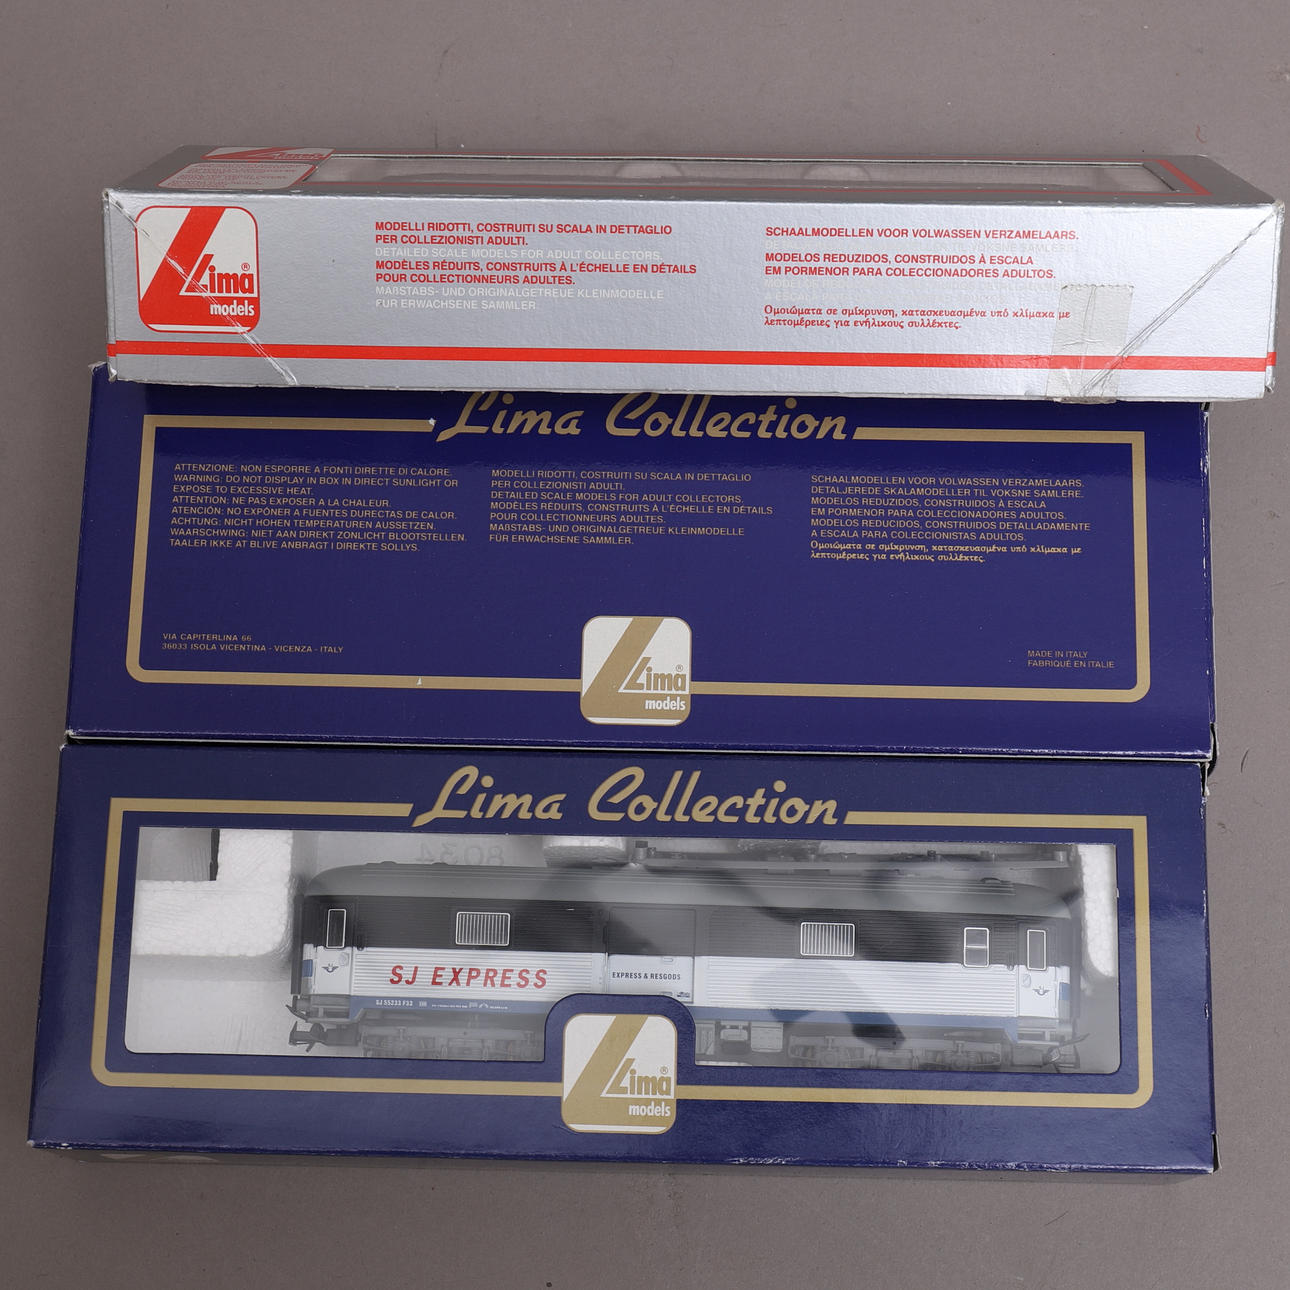 Lima®
models
MODELLI RIDOTTI, COSTRUITI SU SCALA IN DETTAGLIO
PER COLLEZIONISTI ADULTI.
DETAILED SCALE MODELS FOR ADULT COLLECTORS.
MODÈLES RÉDUITS, CONSTRUITS À L'ÉCHELLE EN DÉTAILS
POUR COLLECTIONNEURS ADULTES.
MAßSTABS- UND ORIGINALGETREUE KLEINMODELLE
FÜR ERWACHSENE SAMMLER.
SCHAALMODELLEN VOOR VOLWASSEN VERZAMELAARS.
TIL VOKSNE SAMLERE.
MODELOS REDUZIDOS, CONSTRUIDOS À ESCALA
EM PORMENOR PARA COLECCIONADORES ADULTOS.
Ομοιώματα σε σμίκρυνση, κατασκευασμένα υπό κλίμακα με
λεπτομέρειες για ενήλικους συλλέκτες.
Lima Collection
ATTENZIONE: NON ESPORRE A FONTI DIRETTE DI CALORE.
WARNING: DO NOT DISPLAY IN BOX IN DIRECT SUNLIGHT OR
EXPOSE TO EXCESSIVE HEAT.
ATTENTION: NE PAS EXPOSER A LA CHALEUR.
ATENCIÓN: NO EXPÓNER A FUENTES DURECTAS DE CALOR.
ACHTUNG: NICHT HOHEN TEMPERATUREN AUSSETZEN.
WAARSCHWING: NIET AAN DIREKT ZONLICHT BLOOTSTELLEN.
TAALER IKKE AT BLIVE ANBRAGT I DIREKTE SOLLYS.
MODELLI RIDOTTI, COSTRUITI SU SCALA IN DETTAGLIO
PER COLLEZIONISTI ADULTI.
DETAILED SCALE MODELS FOR ADULT COLLECTORS.
MODÈLES RÉDUITS, CONSTRUITS À L'ÉCHELLE EN DÉTAILS
POUR COLLECTIONNEURS ADULTES.
MAßSTABS- UND ORIGINALGETREUE KLEINMODELLE
FÜR ERWACHSENE SAMMLER.
SCHAALMODELLEN VOOR VOLWASSEN VERZAMELAARS.
DETALJEREDE SKALAMODELLER TIL VOKSNE SAMLERE.
MODELOS REDUZIDOS, CONSTRUIDOS À ESCALA
EM PORMENOR PARA COLECCIONADORES ADULTOS.
MODELOS REDUCIDOS, CONSTRUIDOS DETALLADAMENTE
A ESCALA PARA COLECCIONISTAS ADULTOS.
Ομοιώματα σε σμίκρυνση, κατασκευασμένα υπό κλίμακα με
λεπτομέρειες για ενήλικους συλλέκτες.
VIA CAPITERLINA 66
36033 ISOLA VICENTINA - VICENZA - ITALY
Lima®
models
MADE IN ITALY
FABRIQUÉ EN ITALIE
Lima Collection
8034
SJ EXPRESS
EXPRESS & RESGODS
SJ 55233 F33
Lima®
models